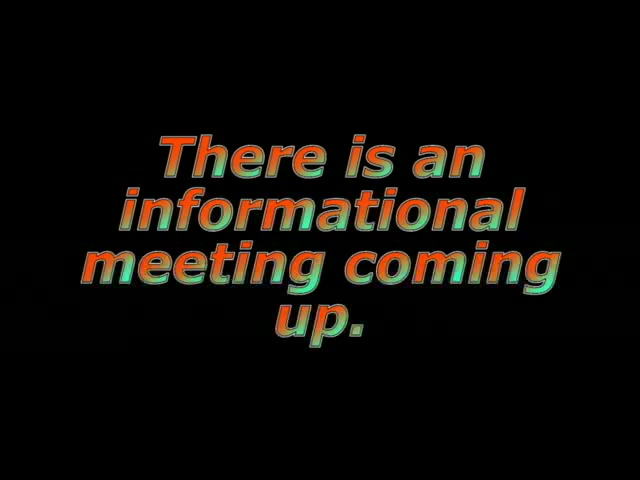 There is an
informational
meeting coming
up.